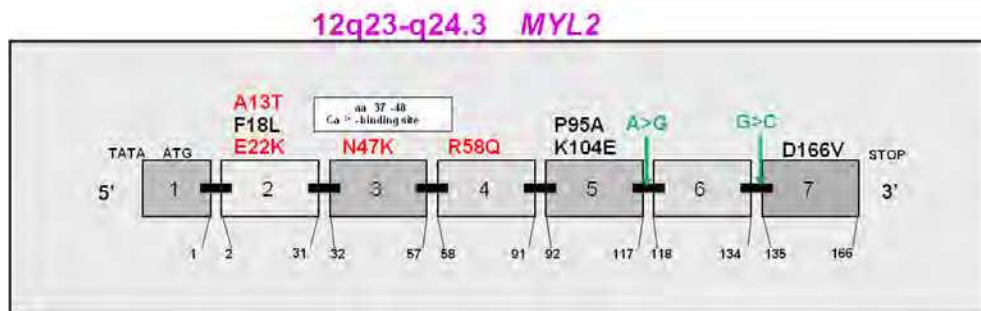 12q23-q24.3 MYL2
A13T
F18L
E22K
aa 37 -48
Ca 2+ -binding site
N47K
R58Q
P95A
K104E
A>G
G>C
D166V
TATA ATG
STOP
5' 1 2 3 4 5 6 7 3'
1 2 31 32 57 58 91 92 117 118 134 135 166